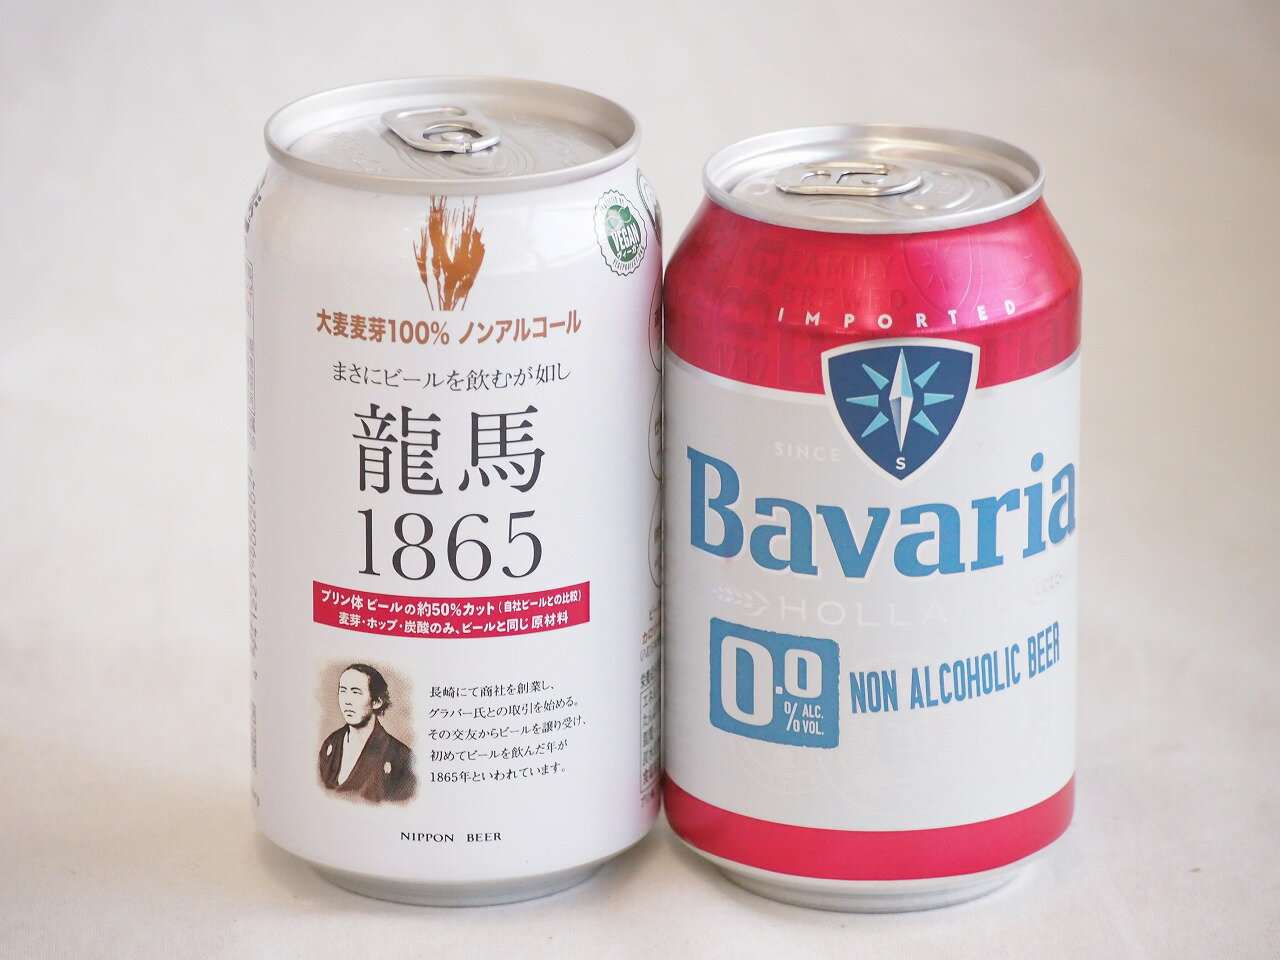 VEGAN
大麦麦芽100% ノンアルコール
まさにビールを飲むが如し
龍馬
1865
プリン体 ビールの約50%カット（自社ビールとの比較）
麦芽・ホップ・炭酸のみ、ビールと同じ原材料
長崎にて商社を創業し、
グラバー氏との取引を始める。
その交友からビールを譲り受け、
初めてビールを飲んだ年が
1865年といわれています。
NIPPON BEER
FAMILY
BREWED
IMPORTED
SINCE
S
Bavaria
HOLLA
0.0
% ALC.
VOL.
NON ALCOHOLIC BEER